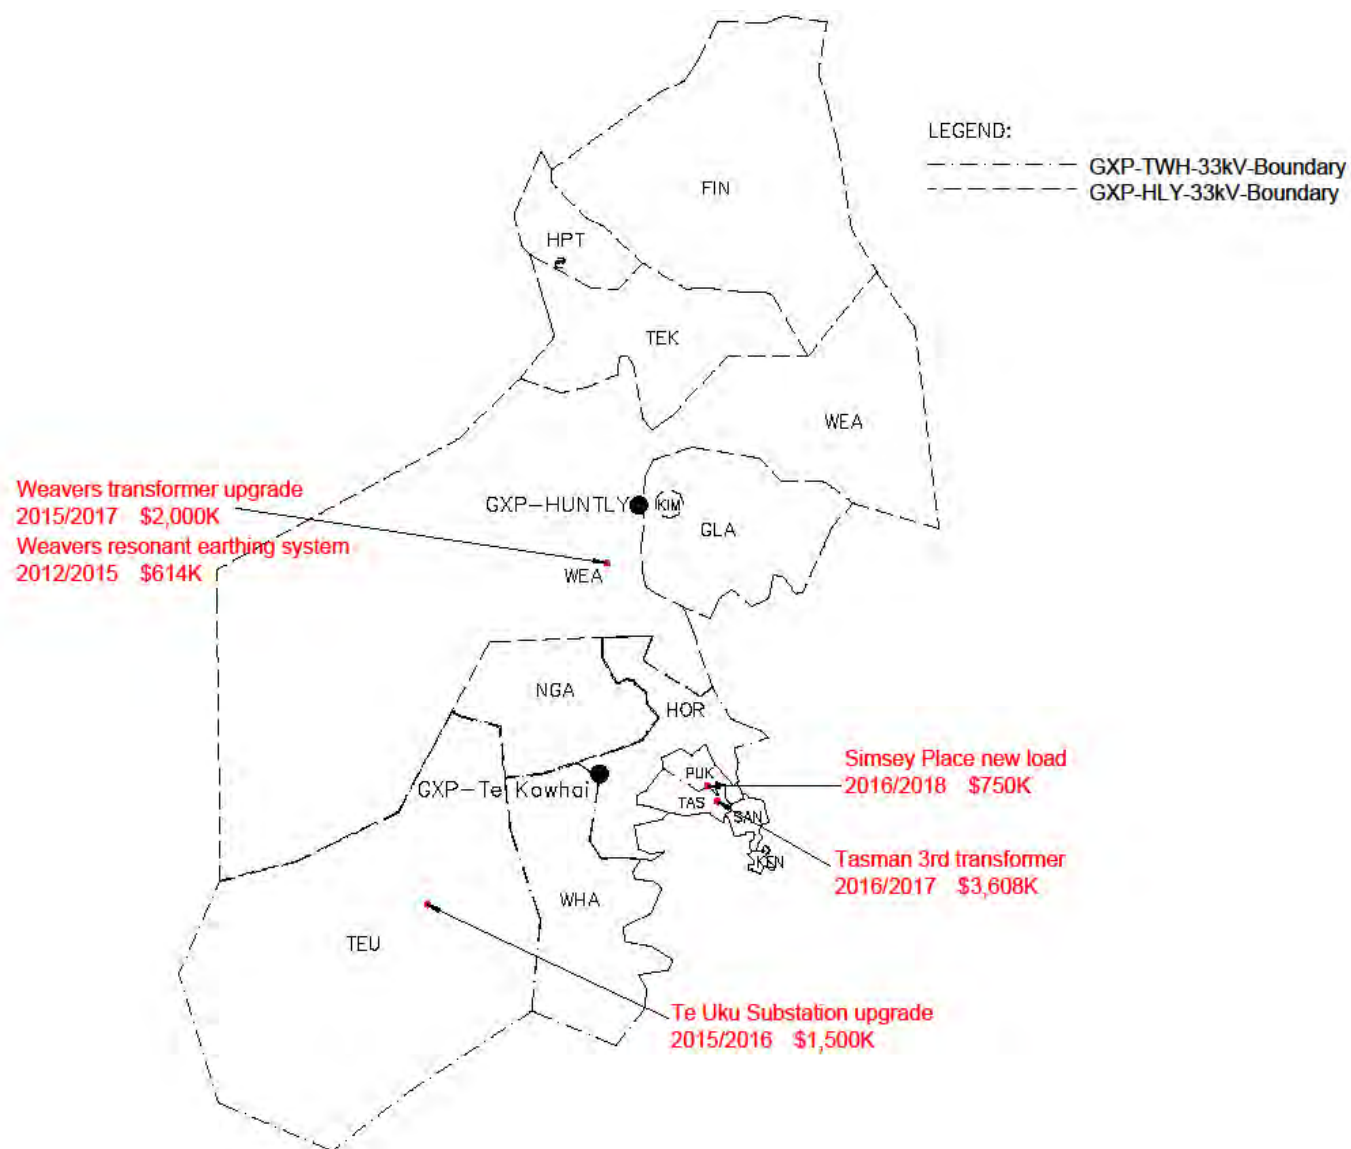 LEGEND:
GXP-TWH-33kV-Boundary
GXP-HLY-33kV-Boundary
FIN
HPT
TEK
WEA
Weavers transformer upgrade
2015/2017 $2,000K
Weavers resonant earthing system
2012/2015 $614K
GXP-HUNTLY
KIM
GLA
WEA
NGA
HOR
GXP-Te Kowhai
PUK
TAS
SAN
KEN
Simsey Place new load
2016/2018 $750K
Tasman 3rd transformer
2016/2017 $3,608K
WHA
TEU
Te Uku Substation upgrade
2015/2016 $1,500K